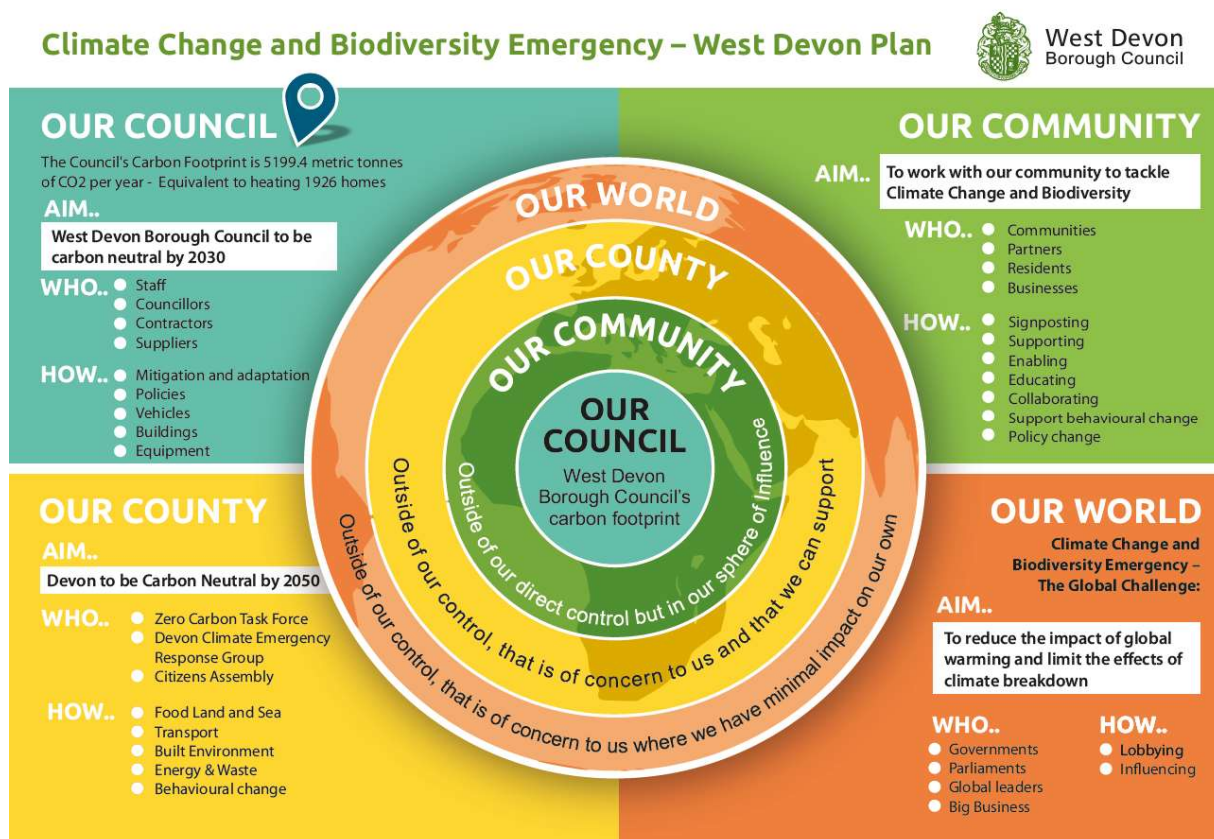 Climate Change and Biodiversity Emergency – West Devon Plan
West Devon
Borough Council
OUR COUNCIL
The Council's Carbon Footprint is 5199.4 metric tonnes
of CO2 per year - Equivalent to heating 1926 homes
AIM..
West Devon Borough Council to be
carbon neutral by 2030
WHO..
Staff
Councillors
Contractors
Suppliers
HOW..
Mitigation and adaptation
Policies
Vehicles
Buildings
Equipment
OUR COMMUNITY
AIM..
To work with our community to tackle
Climate Change and Biodiversity
WHO..
Communities
Partners
Residents
Businesses
HOW..
Signposting
Supporting
Enabling
Educating
Collaborating
Support behavioural change
Policy change
OUR WORLD
OUR COUNTY
OUR COMMUNITY
OUR
COUNCIL
West Devon
Borough Council's
carbon footprint
Outside of our direct control but in our sphere of Influence
Outside of our control, that is of concern to us and that we can support
Outside of our control, that is of concern to us where we have minimal impact on our own
OUR COUNTY
AIM..
Devon to be Carbon Neutral by 2050
WHO..
Zero Carbon Task Force
Devon Climate Emergency
Response Group
Citizens Assembly
HOW..
Food Land and Sea
Transport
Built Environment
Energy & Waste
Behavioural change
OUR WORLD
Climate Change and
Biodiversity Emergency –
The Global Challenge:
AIM..
To reduce the impact of global
warming and limit the effects of
climate breakdown
WHO..
Governments
Parliaments
Global leaders
Big Business
HOW..
Lobbying
Influencing